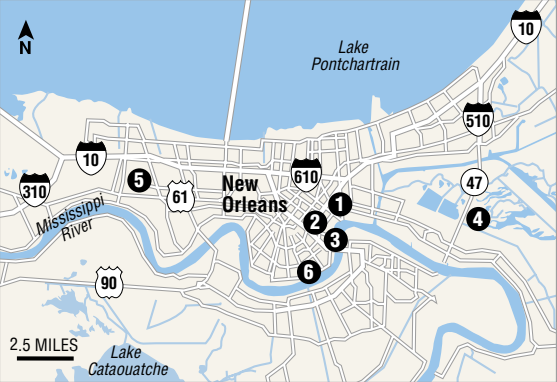 N
Lake
Pontchartrain
10
510
10
610
310
5
61
47
New
Orleans
1
2
4
3
Mississippi
River
6
90
2.5 MILES
Lake
Cataouatche